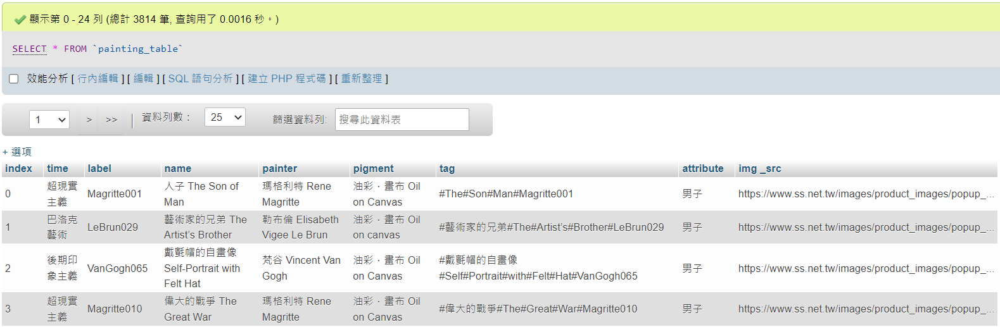 顯示第 0 - 24 列 (總計 3814 筆, 查詢用了 0.0016 秒。)
SELECT * FROM `painting_table`
效能分析 [ 行內編輯 ] [ 編輯 ] [ SQL 語句分析 ] [ 建立 PHP 程式碼 ] [ 重新整理 ]
1 > >> | 資料列數： 25 篩選資料列: 搜尋此資料表
+ 選項
index time label name painter pigment tag attribute img _src
0 超現實主義 Magritte001 人子 The Son of Man 瑪格利特 Rene Magritte 油彩．畫布 Oil on Canvas #The#Son#Man#Magritte001 男子 https://www.ss.net.tw/images/product_images/popup_...
1 巴洛克藝術 LeBrun029 藝術家的兄弟 The Artist’s Brother 勒布倫 Elisabeth Vigee Le Brun 油彩．畫布 Oil on canvas #藝術家的兄弟#The#Artist’s#Brother#LeBrun029 男子 https://www.ss.net.tw/images/product_images/popup_...
2 後期印象主義 VanGogh065 戴氈帽的自畫像 Self-Portrait with Felt Hat 梵谷 Vincent Van Gogh 油彩．畫布 Oil on Canvas #戴氈帽的自畫像#Self#Portrait#with#Felt#Hat#VanGogh065 男子 https://www.ss.net.tw/images/product_images/popup_...
3 超現實主義 Magritte010 偉大的戰爭 The Great War 瑪格利特 Rene Magritte 油彩．畫布 Oil on Canvas #偉大的戰爭#The#Great#War#Magritte010 男子 https://www.ss.net.tw/images/product_images/popup_...